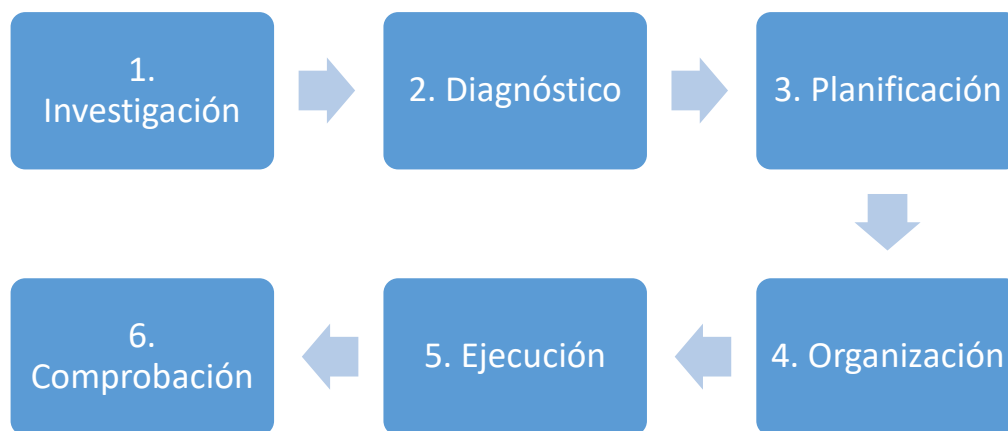 1.
Investigación
2. Diagnóstico
3. Planificación
4. Organización
5. Ejecución
6.
Comprobación